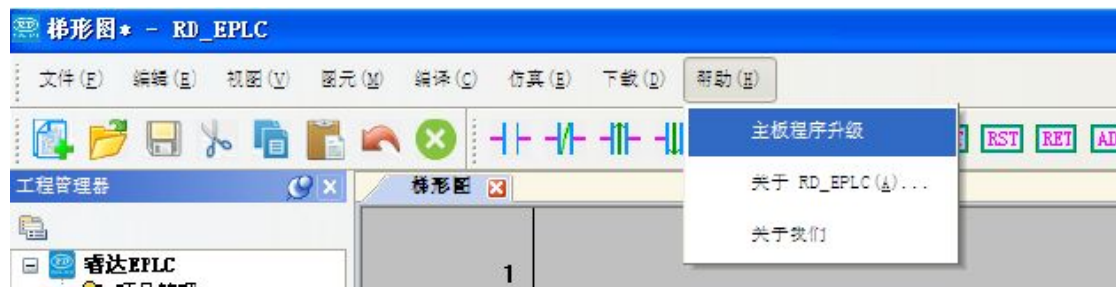 梯形图* - RD_EPLC
文件(F) 编辑(E) 视图(V) 图元(M) 编译(C) 仿真(E) 下载(D) 帮助(H)
RST RET
主板程序升级
工程管理器 梯形图
关于 RD_EPLC(A)...
关于我们
睿达EPLC
1